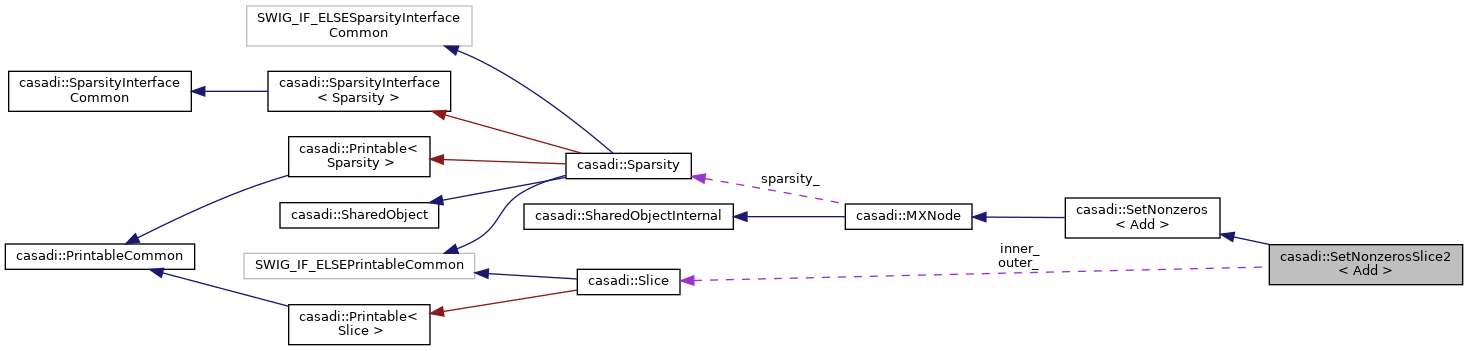 SWIG_IF_ELSESparsityInterface
Common
casadi::SparsityInterface
Common
casadi::SparsityInterface
< Sparsity >
casadi::Printable<
Sparsity >
casadi::Sparsity
sparsity_
casadi::SharedObject
casadi::SharedObjectInternal
casadi::MXNode
casadi::SetNonzeros
< Add >
casadi::PrintableCommon
SWIG_IF_ELSEPrintableCommon
casadi::Slice
inner_
outer_
casadi::SetNonzerosSlice2
< Add >
casadi::Printable<
Slice >